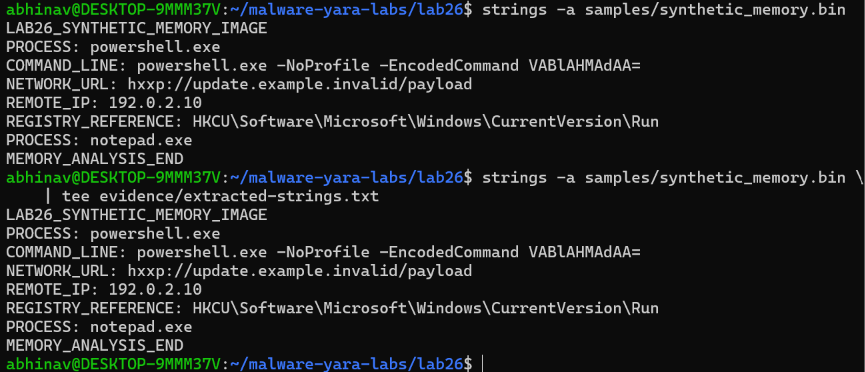 abhinav@DESKTOP-9MMM37V:~/malware-yara-labs/lab26$ strings -a samples/synthetic_memory.bin
LAB26_SYNTHETIC_MEMORY_IMAGE
PROCESS: powershell.exe
COMMAND_LINE: powershell.exe -NoProfile -EncodedCommand VABlAHMAdAA=
NETWORK_URL: hxxp://update.example.invalid/payload
REMOTE_IP: 192.0.2.10
REGISTRY_REFERENCE: HKCU\Software\Microsoft\Windows\CurrentVersion\Run
PROCESS: notepad.exe
MEMORY_ANALYSIS_END
abhinav@DESKTOP-9MMM37V:~/malware-yara-labs/lab26$ strings -a samples/synthetic_memory.bin \
    | tee evidence/extracted-strings.txt
LAB26_SYNTHETIC_MEMORY_IMAGE
PROCESS: powershell.exe
COMMAND_LINE: powershell.exe -NoProfile -EncodedCommand VABlAHMAdAA=
NETWORK_URL: hxxp://update.example.invalid/payload
REMOTE_IP: 192.0.2.10
REGISTRY_REFERENCE: HKCU\Software\Microsoft\Windows\CurrentVersion\Run
PROCESS: notepad.exe
MEMORY_ANALYSIS_END
abhinav@DESKTOP-9MMM37V:~/malware-yara-labs/lab26$